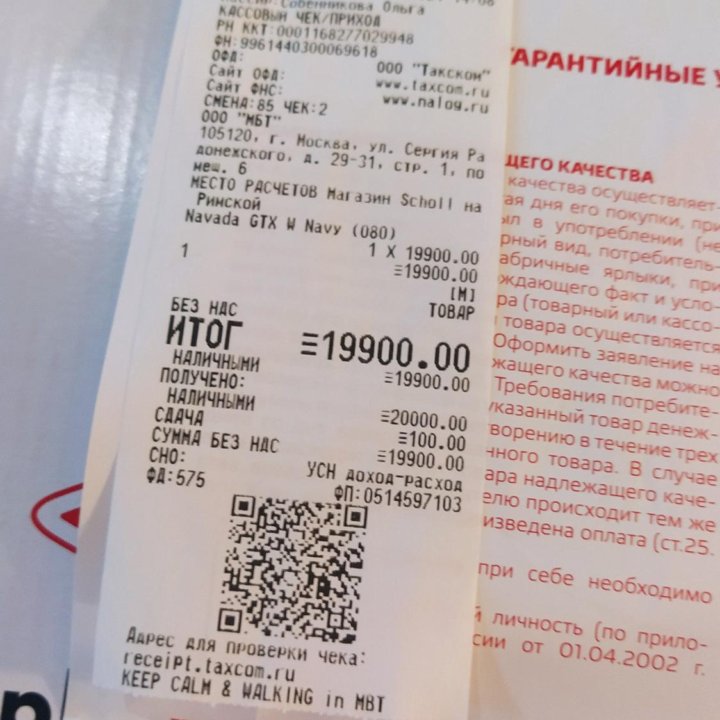 Собенникова Ольга
КАССОВЫЙ ЧЕК/ПРИХОД
РН ККТ:0001168277029948
ФН:9961440300069618
ОФД: ООО "Такском"
Сайт ОФД: www.taxcom.ru
Сайт ФНС: www.nalog.ru
СМЕНА:85 ЧЕК:2
ООО "МБТ"
105120, г. Москва, ул. Сергия Ра
донежского, д. 29-31, стр. 1, по
мещ. 6
МЕСТО РАСЧЕТОВ Магазин Scholl на
Римской
Navada GTX W Navy (080)
1 1 X 19900.00
≡19900.00
[М]
ТОВАР
БЕЗ НДС
ИТОГ ≡19900.00
НАЛИЧНЫМИ ≡19900.00
ПОЛУЧЕНО:
НАЛИЧНЫМИ ≡20000.00
СДАЧА ≡100.00
СУММА БЕЗ НДС ≡19900.00
СНО: УСН доход-расход
ФД:575 ФП:0514597103
Адрес для проверки чека:
receipt.taxcom.ru
KEEP CALM & WALKING in MBT
ГАРАНТИЙНЫЕ У
ЩЕГО КАЧЕСТВА
качества осуществляет-
ая дня его покупки, при
ыл в употреблении (не
рный вид, потребитель-
абричные ярлыки, при
ждающего факт и усло-
ра (товарный или кассо-
товара осуществляется
Оформить заявление на
жащего качества можно
Требования потребите-
указанный товар денеж-
творению в течение трех
нного товара. В случае
ара надлежащего каче-
елю происходит тем же
изведена оплата (ст.25.
при себе необходимо
й личность (по прило-
сии от 01.04.2002 г.